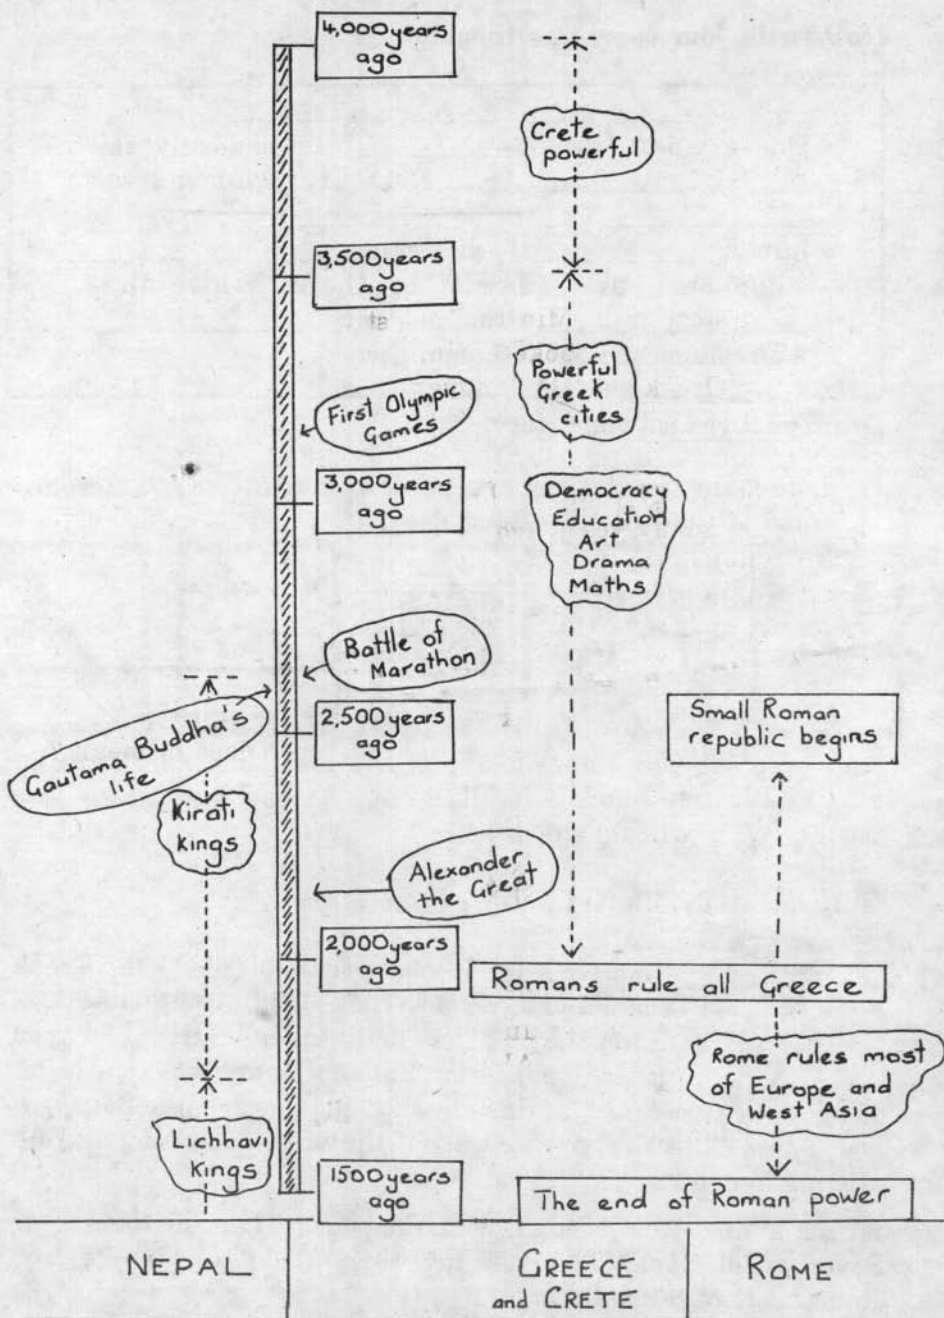 4,000 years
ago
Crete
powerful
3,500 years
ago
Powerful
Greek
cities
First Olympic
Games
3,000 years
ago
Democracy
Education
Art
Drama
Maths
Battle of
Marathon
Gautama Buddha's
life
2,500 years
ago
Small Roman
republic begins
Kirati
kings
Alexander
the Great
2,000 years
ago
Romans rule all Greece
Rome rules most
of Europe and
West Asia
Lichhavi
kings
1500 years
ago
The end of Roman power
NEPAL
GREECE
and CRETE
ROME